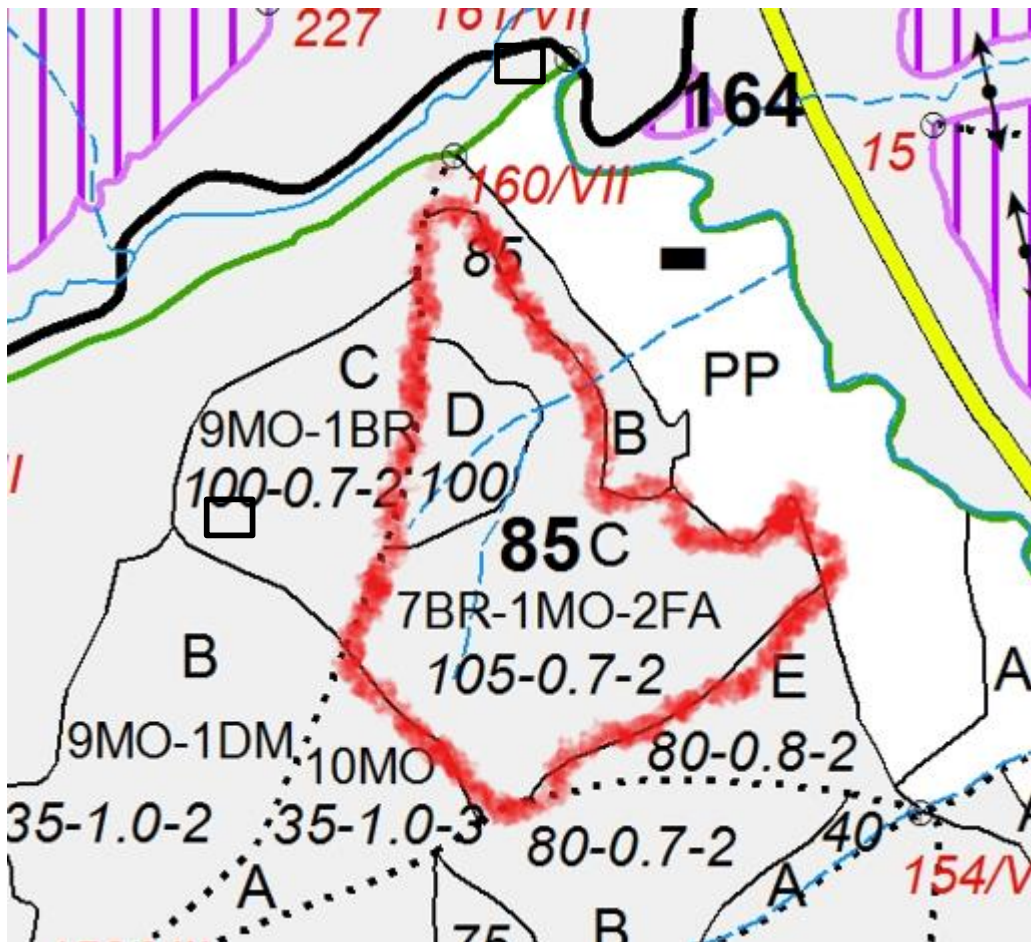 161/VII
227
164
15
160/VII
85
C
PP
D
9MO-1BR
B
100-0.7-2
100
85 C
7BR-1MO-2FA
B
105-0.7-2
E
A
9MO-1DM
10MO
80-0.8-2
35-1.0-2
35-1.0-3
80-0.7-2
40
A
A
154/V
B
75